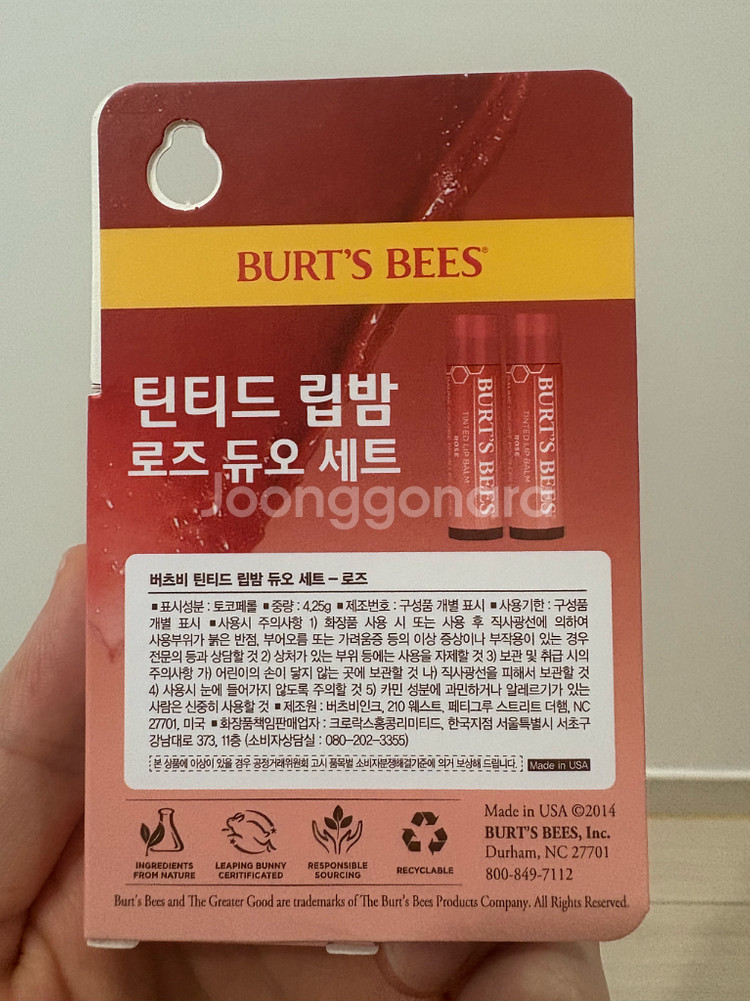 BURT'S BEES®
틴티드 립밤
로즈 듀오 세트
BURT'S BEES
TINTED LIP BALM
ROSE
BURT'S BEES
TINTED LIP BALM
ROSE
Joonggonara
버츠비 틴티드 립밤 듀오 세트 – 로즈
■ 표시성분 : 토코페롤 ■ 중량 : 4.25g ■ 제조번호 : 구성품 개별 표시 ■ 사용기한 : 구성품
개별 표시 ■ 사용시 주의사항 1) 화장품 사용 시 또는 사용 후 직사광선에 의하여
사용부위가 붉은 반점, 부어오름 또는 가려움증 등의 이상 증상이나 부작용이 있는 경우
전문의 등과 상담할 것 2) 상처가 있는 부위 등에는 사용을 자제할 것 3) 보관 및 취급 시의
주의사항 가) 어린이의 손이 닿지 않는 곳에 보관할 것 나) 직사광선을 피해서 보관할 것
4) 사용시 눈에 들어가지 않도록 주의할 것 5) 카민 성분에 과민하거나 알레르기가 있는
사람은 신중히 사용할 것 ■ 제조원 : 버츠비인크, 210 웨스트, 페티그루 스트리트 더햄, NC
27701, 미국 ■ 화장품책임판매업자 : 크로락스홍콩리미티드, 한국지점 서울특별시 서초구
강남대로 373, 11층 (소비자상담실 : 080-202-3355)
본 상품에 이상이 있을 경우 공정거래위원회 고시 품목별 소비자분쟁해결기준에 의거 보상해 드립니다. Made in USA
INGREDIENTS
FROM NATURE
LEAPING BUNNY
CERITIFICATED
RESPONSIBLE
SOURCING
RECYCLABLE
Made in USA ©2014
BURT'S BEES, Inc.
Durham, NC 27701
800-849-7112
Burt's Bees and The Greater Good are trademarks of The Burt's Bees Products Company. All Rights Reserved.